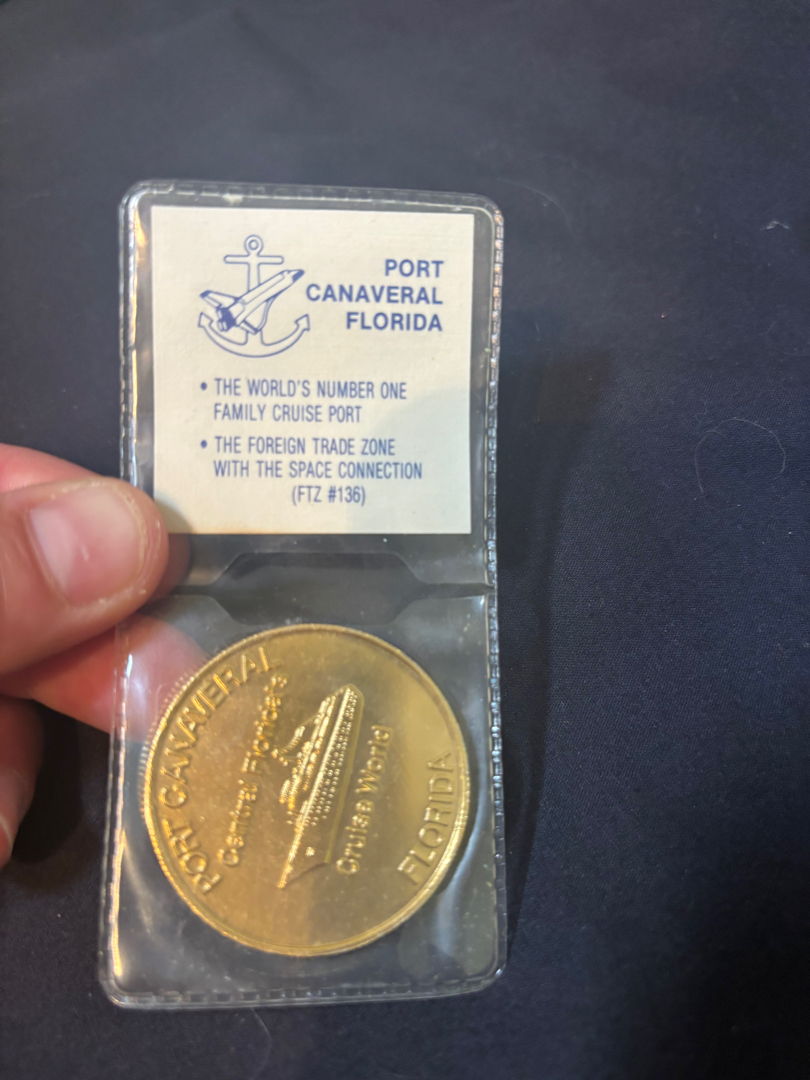 PORT
CANAVERAL
FLORIDA
• THE WORLD'S NUMBER ONE
FAMILY CRUISE PORT
• THE FOREIGN TRADE ZONE
WITH THE SPACE CONNECTION
(FTZ #136)
PORT CANAVERAL
Central Florida's
Cruise World
FLORIDA